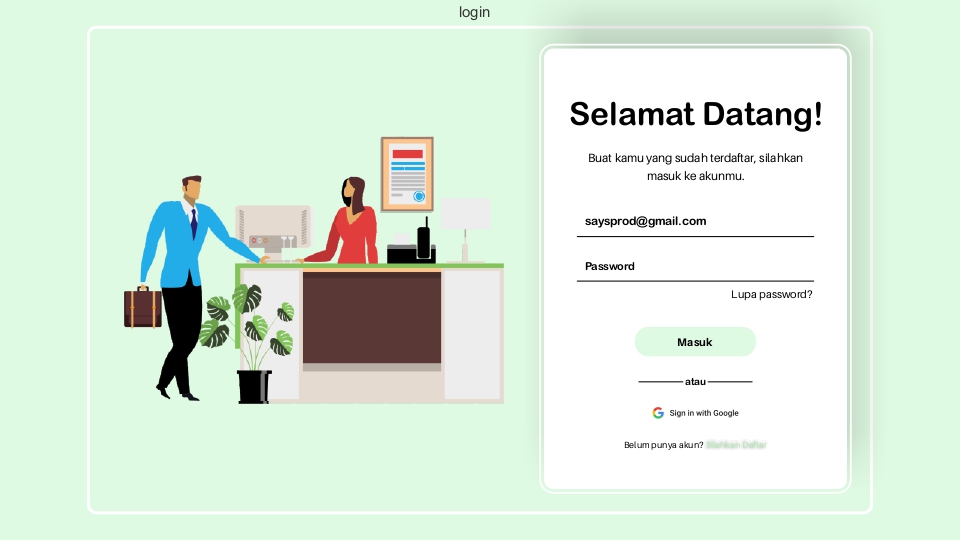 login
Selamat Datang!
Buat kamu yang sudah terdaftar, silahkan
masuk ke akunmu.
saysprod@gmail.com
Password
Lupa password?
Masuk
atau
Sign in with Google
Belum punya akun? Silahkan Daftar